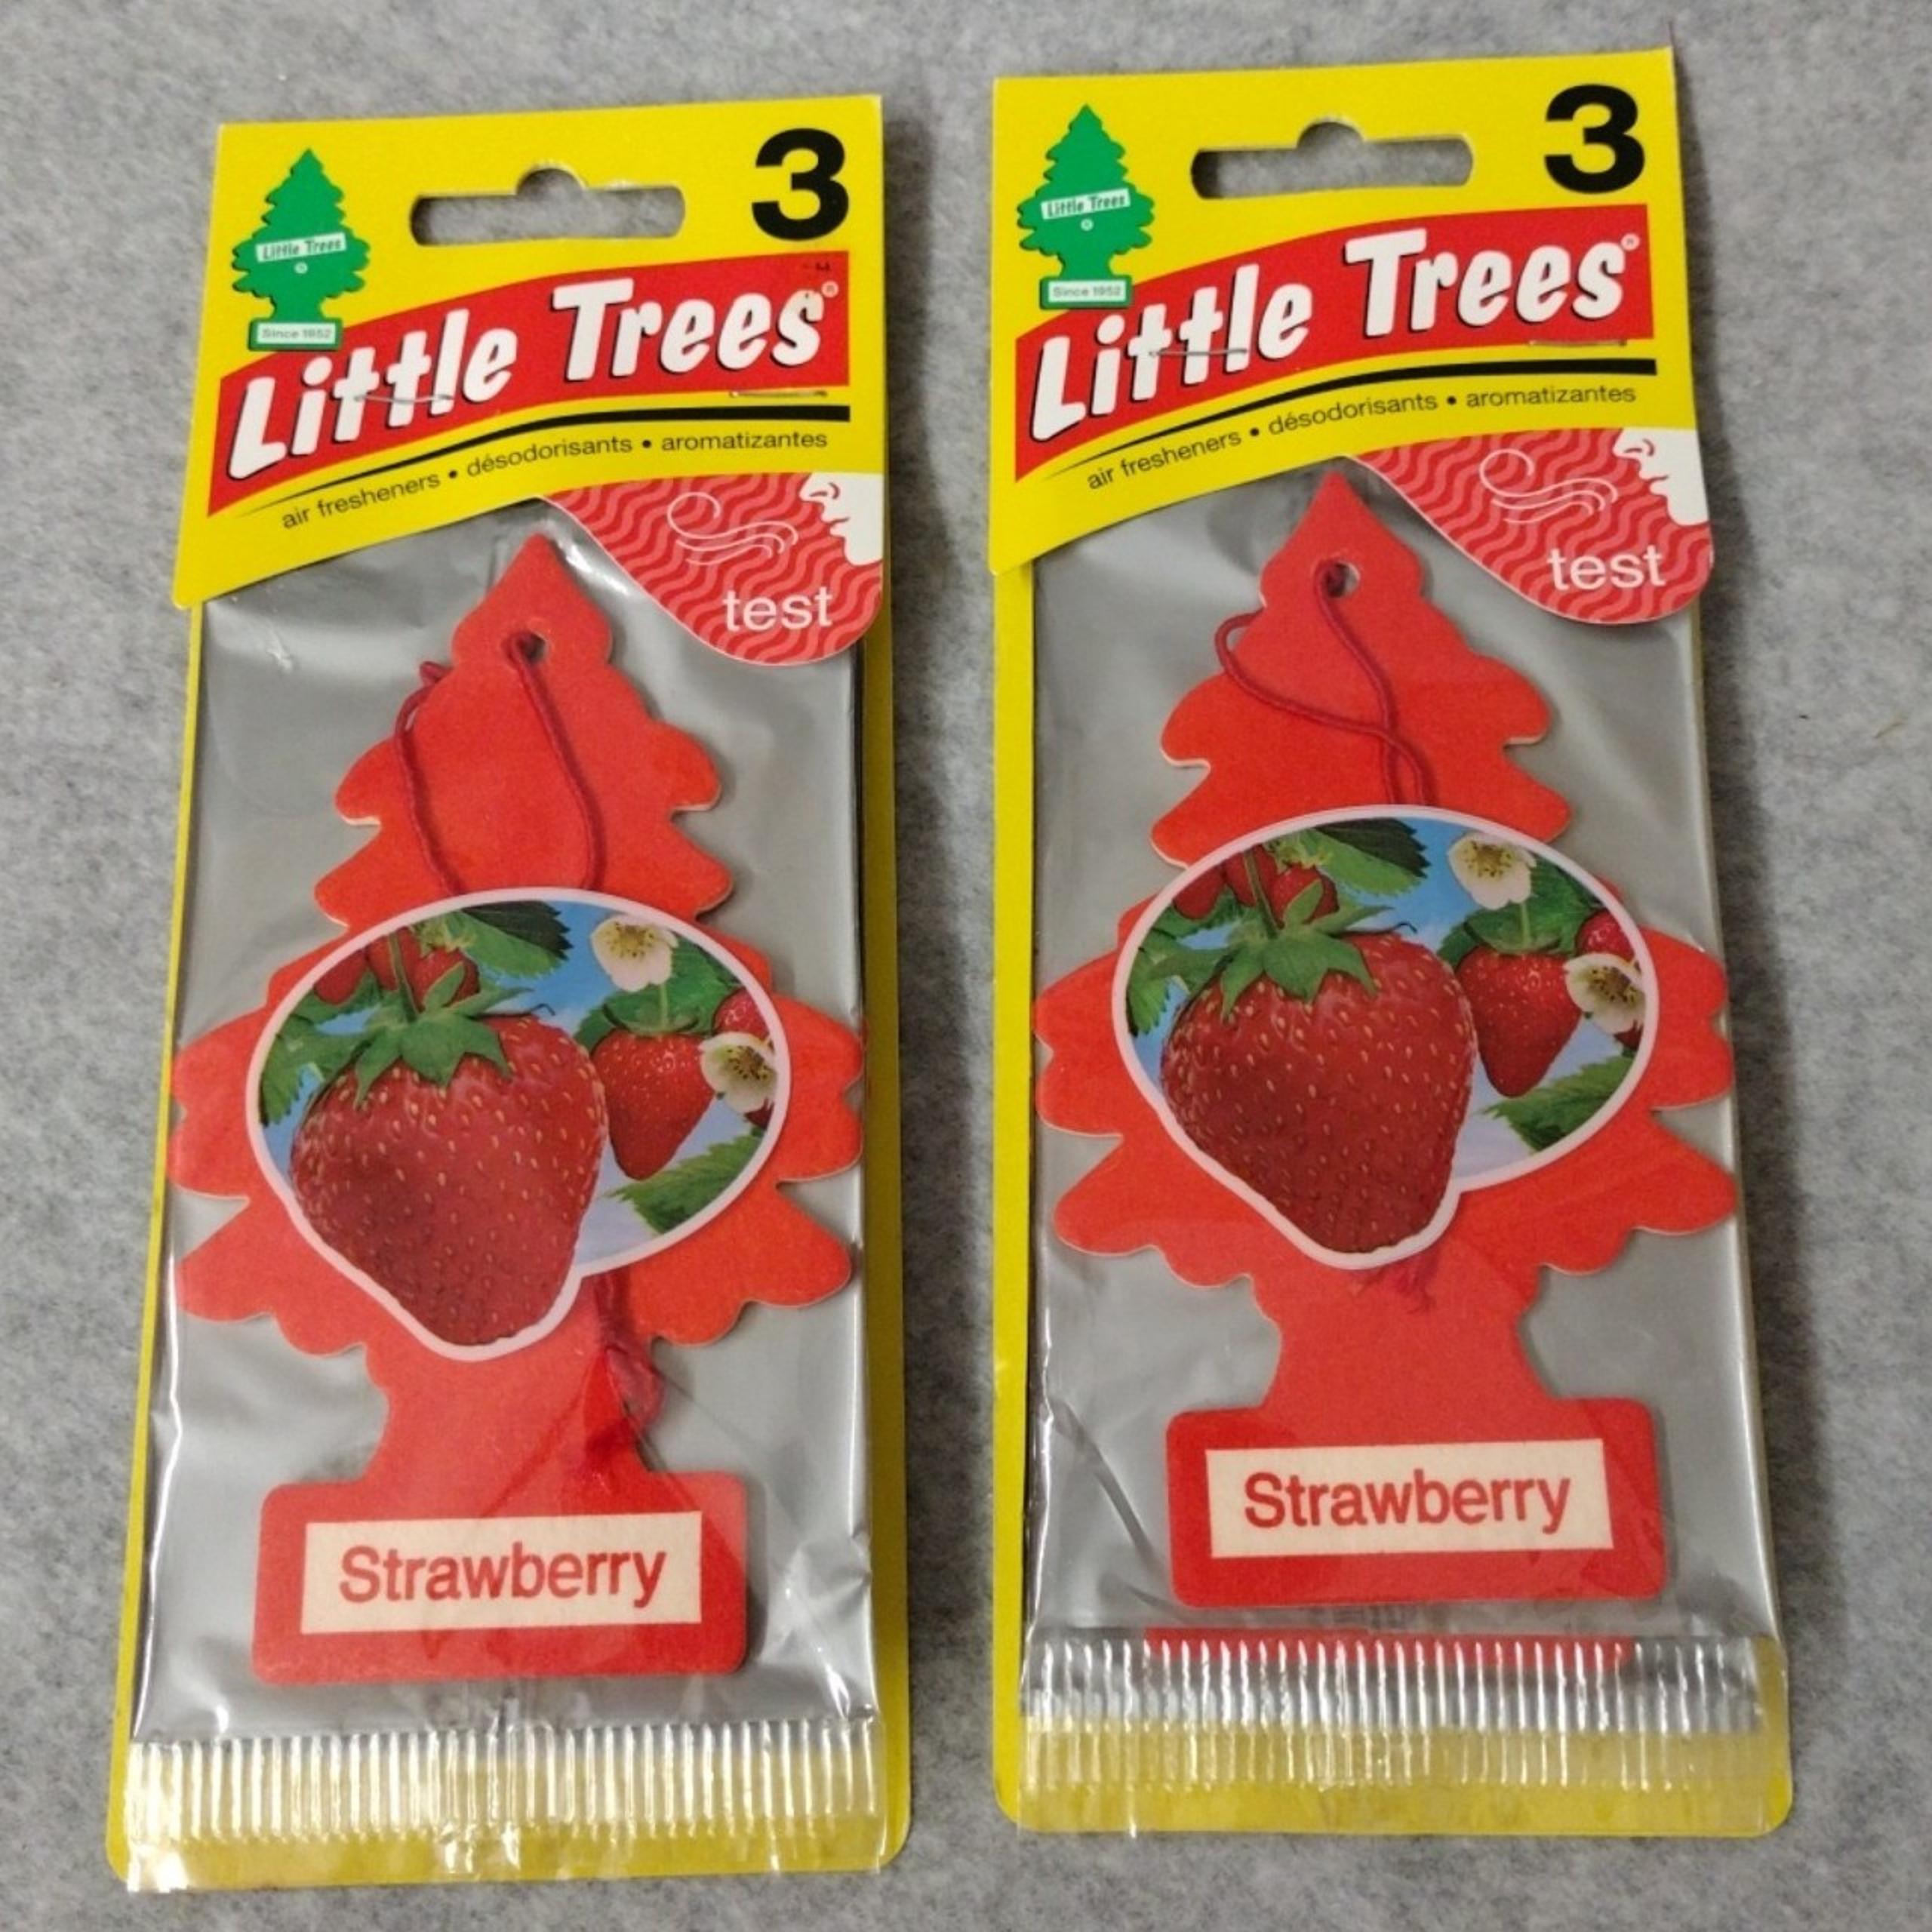 3
Little Trees
Since 1952
Little Trees®
air fresheners • désodorisants • aromatizantes
test
Strawberry
3
Little Trees
Since 1952
Little Trees®
air fresheners • désodorisants • aromatizantes
test
Strawberry